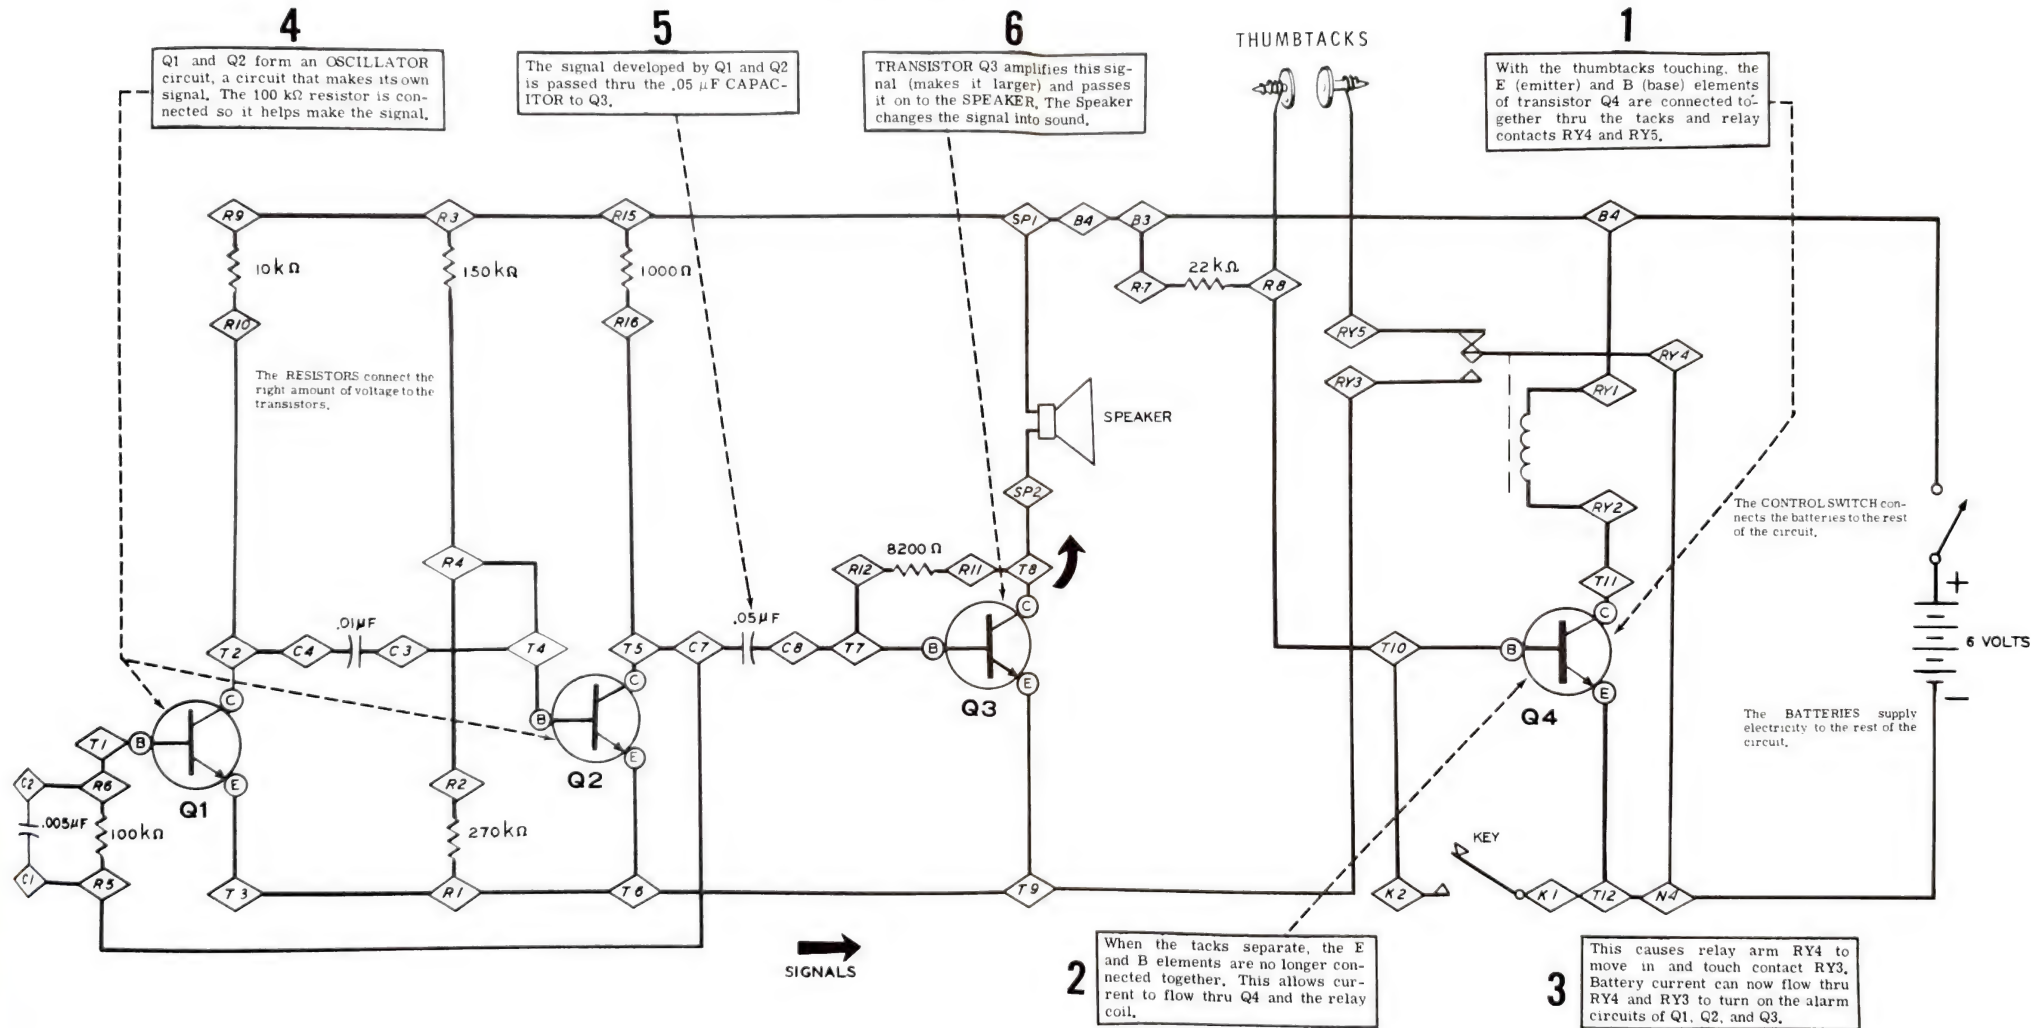 4
Q1 and Q2 form an OSCILLATOR
circuit, a circuit that makes its own
signal. The 100 kΩ resistor is con-
nected so it helps make the signal.
5
The signal developed by Q1 and Q2
is passed thru the .05 µF CAPAC-
ITOR to Q3.
6
TRANSISTOR Q3 amplifies this sig-
nal (makes it larger) and passes
it on to the SPEAKER. The Speaker
changes the signal into sound.
THUMBTACKS
1
With the thumbtacks touching, the
E (emitter) and B (base) elements
of transistor Q4 are connected to-
gether thru the tacks and relay
contacts RY4 and RY5.
R9
R3
R15
SP1
B4
B3
B4
10kΩ
150kΩ
1000Ω
R7
22kΩ
R8
R10
R16
RY5
RY4
RY3
RY1
The RESISTORS connect the
right amount of voltage to the
transistors.
SPEAKER
SP2
RY2
The CONTROL SWITCH con-
nects the batteries to the rest
of the circuit.
R4
R12
8200Ω
R11
T8
T11
+
6 VOLTS
−
T2
C4
.01µF
C3
T4
T5
C7
.05µF
C8
T7
B
C
E
Q3
T10
B
C
E
Q4
T1
B
C
E
Q1
B
C
E
Q2
The BATTERIES supply
electricity to the rest of the
circuit.
C2
R6
R2
.005µF
100kΩ
270kΩ
C1
R5
T3
R1
T6
T9
K2
KEY
K1
T12
N4
SIGNALS
2
When the tacks separate, the E
and B elements are no longer con-
nected together. This allows cur-
rent to flow thru Q4 and the relay
coil.
3
This causes relay arm RY4 to
move in and touch contact RY3.
Battery current can now flow thru
RY4 and RY3 to turn on the alarm
circuits of Q1, Q2, and Q3.